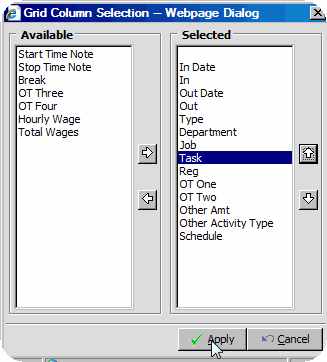 Grid Column Selection -- Webpage Dialog
Available
Start Time Note
Stop Time Note
Break
OT Three
OT Four
Hourly Wage
Total Wages
Selected
In Date
In
Out Date
Out
Type
Department
Job
Task
Reg
OT One
OT Two
Other Amt
Other Activity Type
Schedule
Apply
Cancel